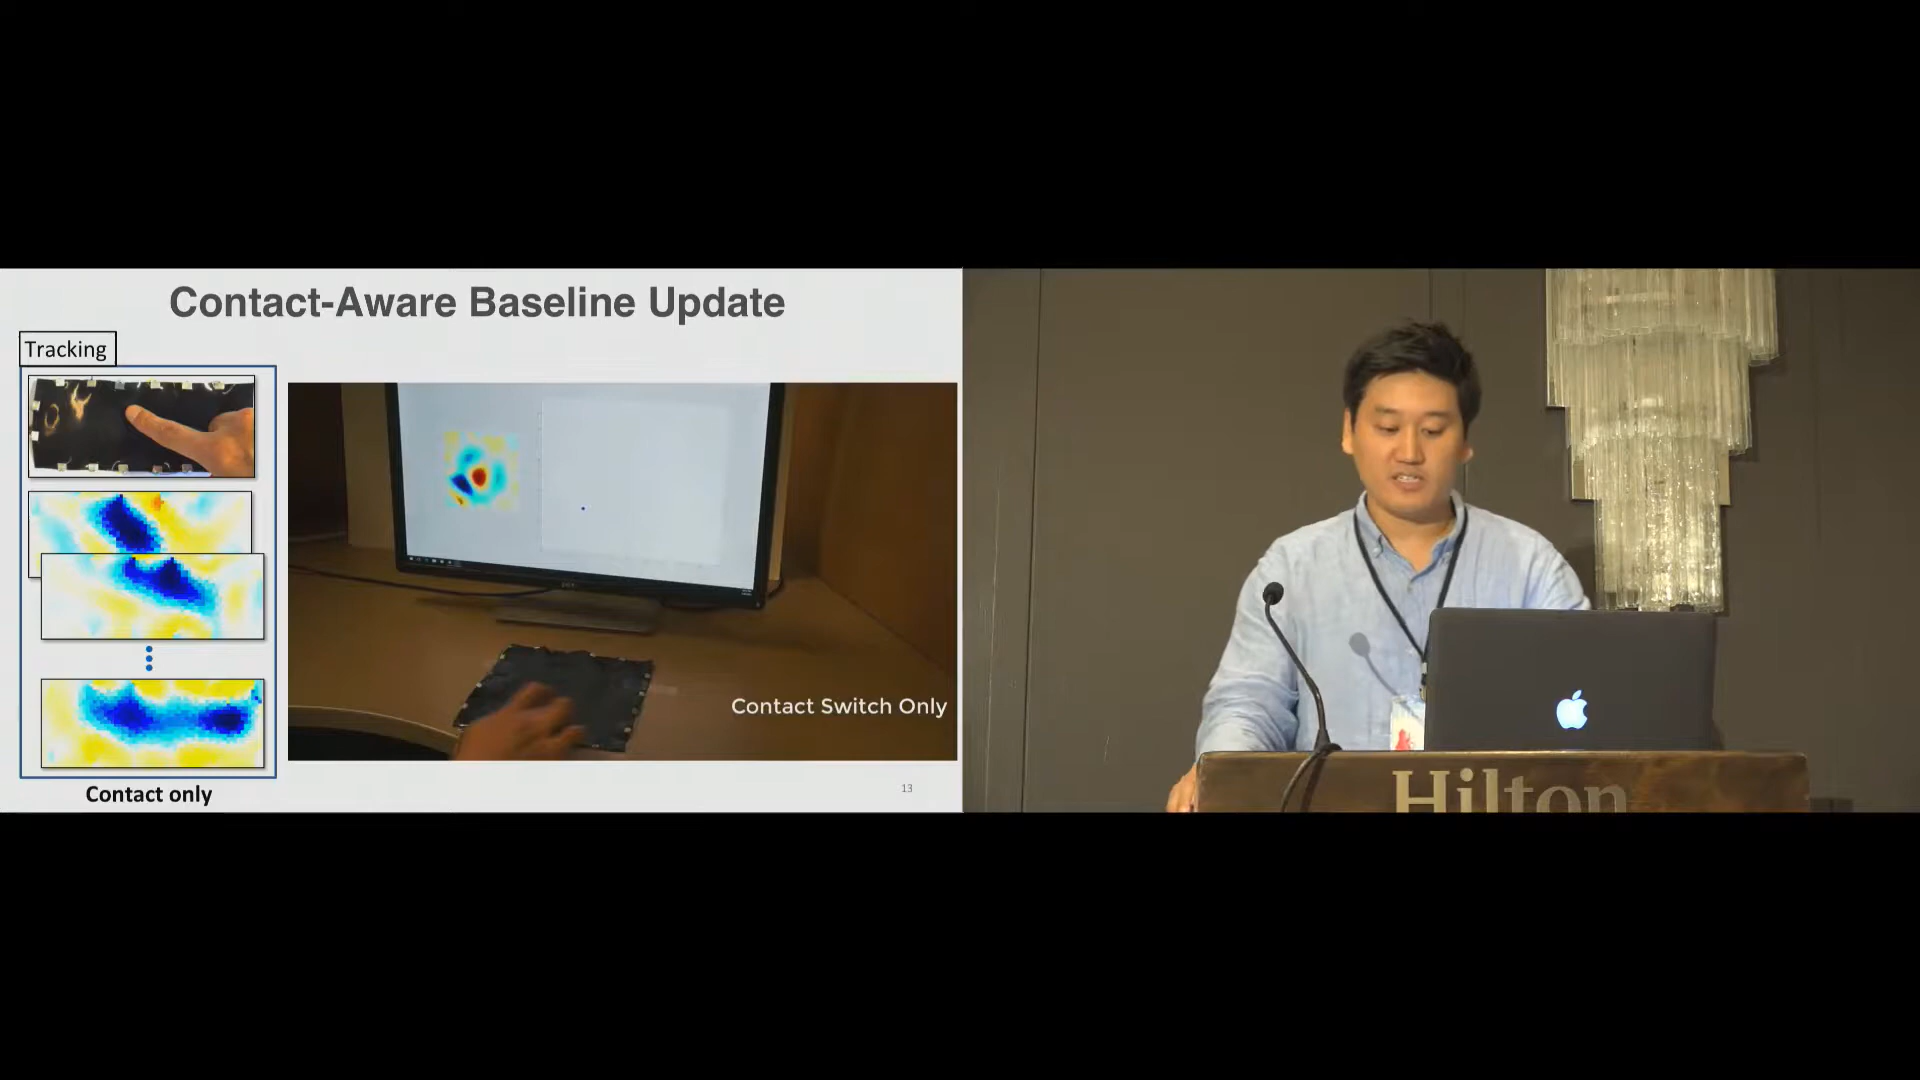 Contact-Aware Baseline Update
Tracking
Contact Switch Only
Contact only
13
Hilton